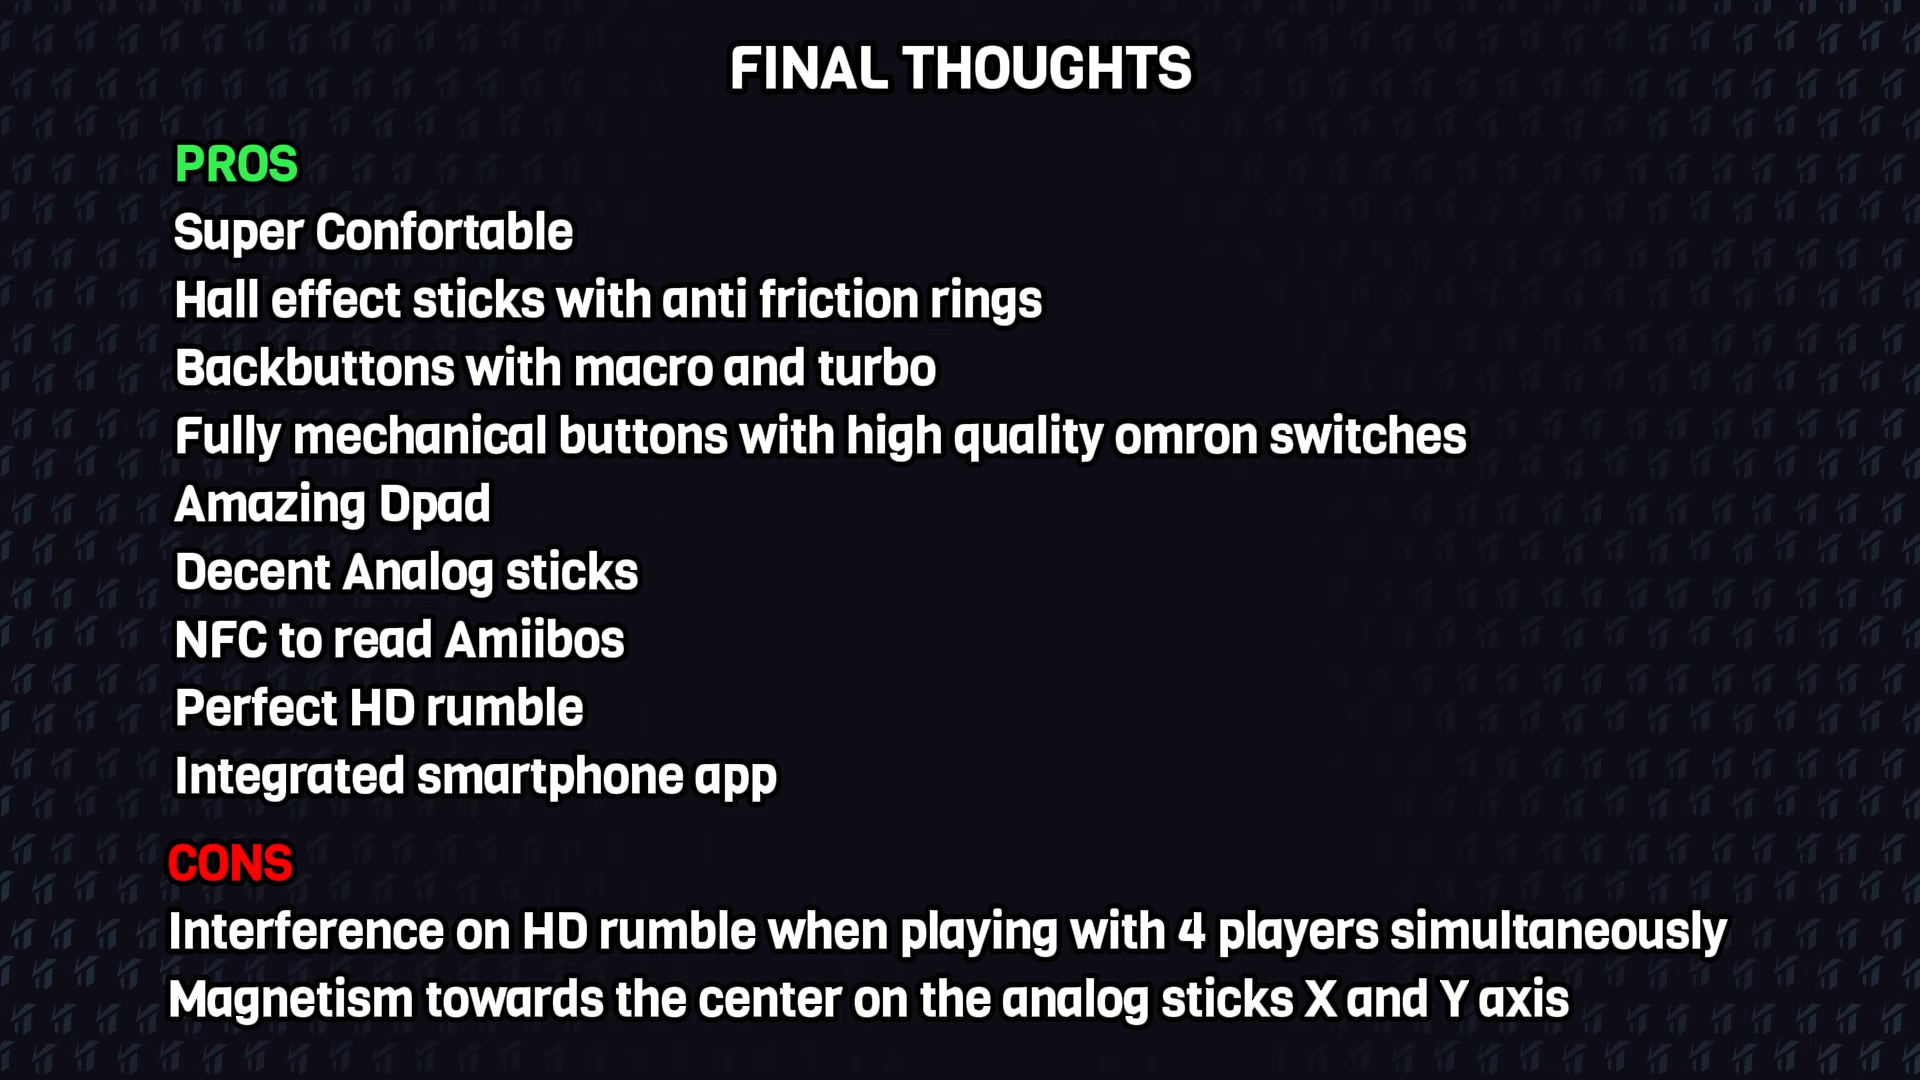 FINAL THOUGHTS
PROS
Super Confortable
Hall effect sticks with anti friction rings
Backbuttons with macro and turbo
Fully mechanical buttons with high quality omron switches
Amazing Dpad
Decent Analog sticks
NFC to read Amiibos
Perfect HD rumble
Integrated smartphone app
CONS
Interference on HD rumble when playing with 4 players simultaneously
Magnetism towards the center on the analog sticks X and Y axis